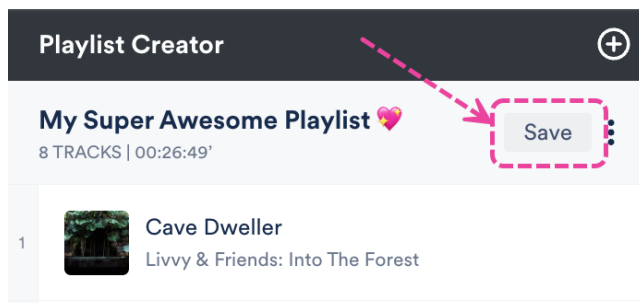 Playlist Creator
My Super Awesome Playlist 💖
8 TRACKS | 00:26:49’
Save
1
Cave Dweller
Livvy & Friends: Into The Forest